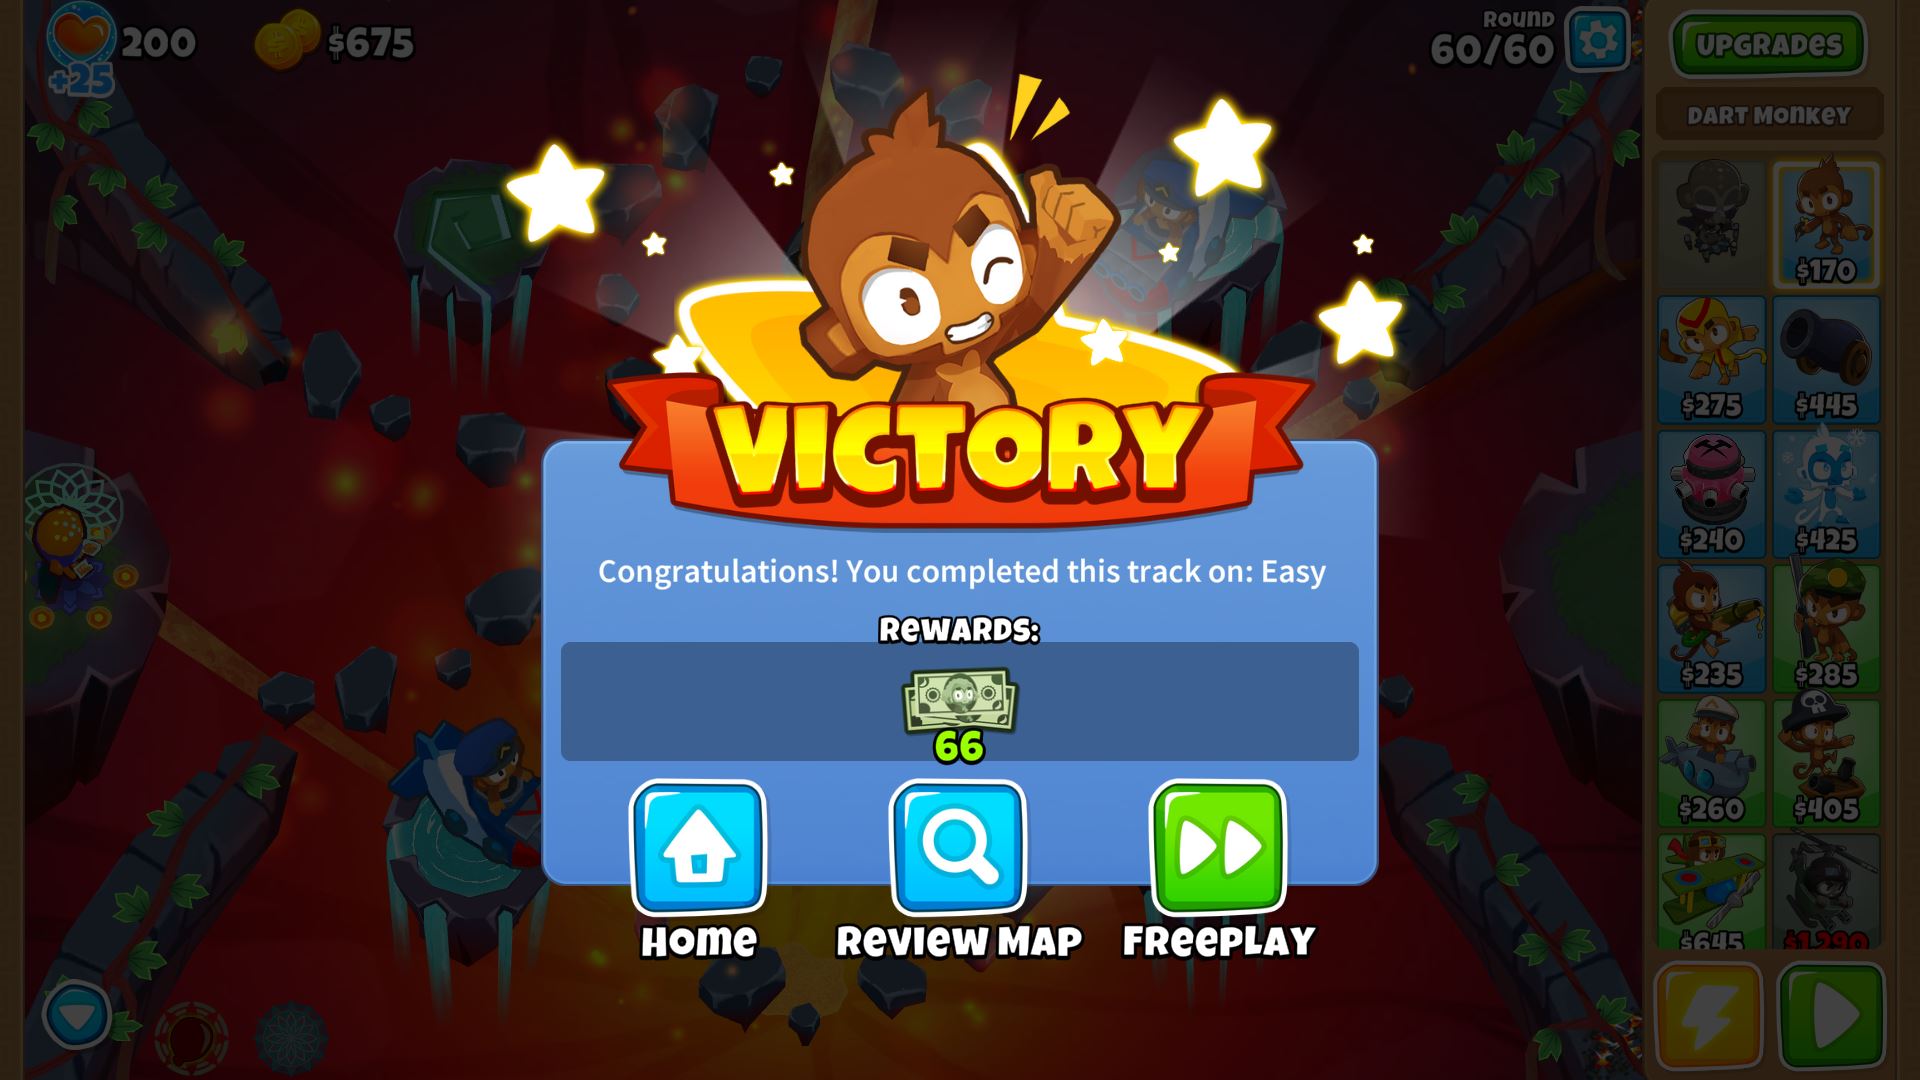 200
$675
Round
60/60
UPGRADES
+25
DART MONKEY
$170
$275
$445
$240
$425
VICTORY
Congratulations! You completed this track on: Easy
REWARDS:
$235
$285
66
$260
$405
HOME
REVIEW MAP
FREEPLAY
$645
$1,290